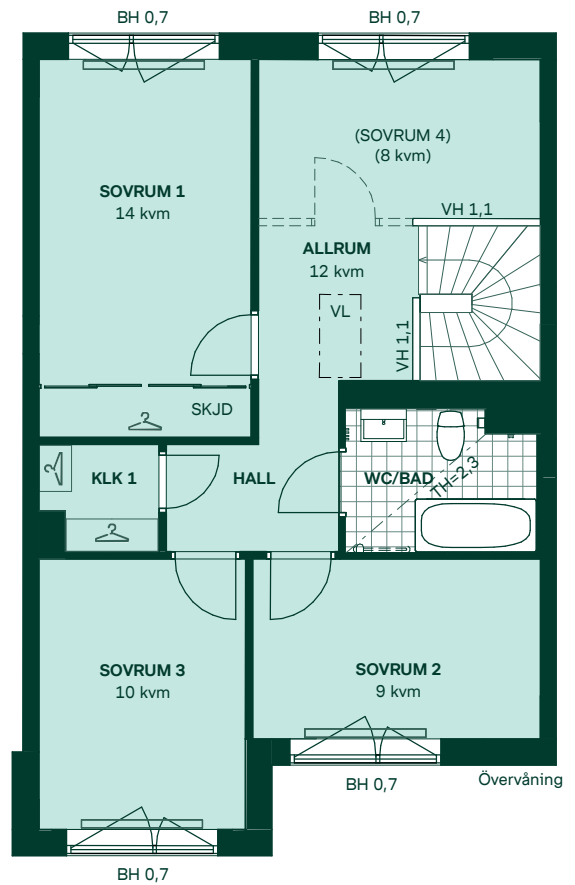 BH 0,7
BH 0,7
(SOVRUM 4)
(8 kvm)
SOVRUM 1
14 kvm
VH 1,1
ALLRUM
12 kvm
VL
VH 1,1
SKJD
KLK 1
HALL
WC/BAD
TH=2,3
SOVRUM 3
10 kvm
SOVRUM 2
9 kvm
BH 0,7
Övervåning
BH 0,7